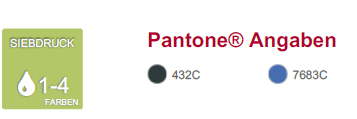 SIEBDRUCK
1-4
FARBEN
Pantone® Angaben
432C
7683C